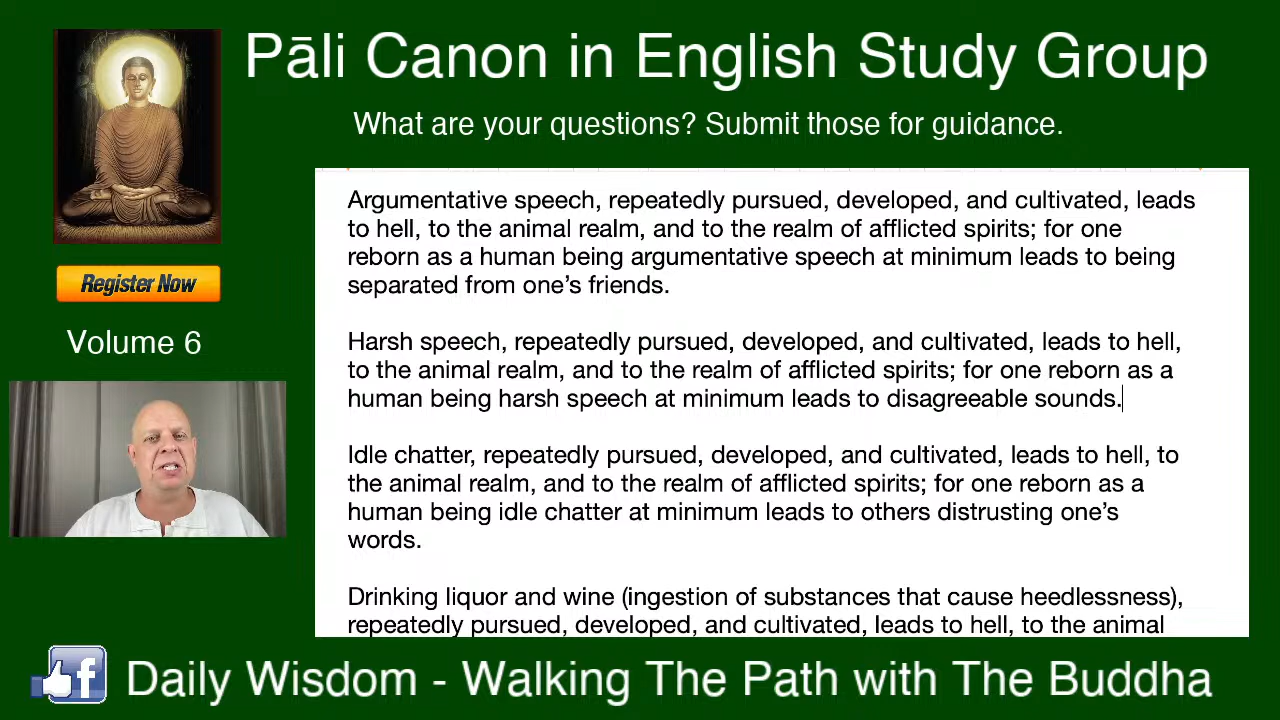 Pāli Canon in English Study Group
What are your questions? Submit those for guidance.
Register Now
Volume 6
Argumentative speech, repeatedly pursued, developed, and cultivated, leads
to hell, to the animal realm, and to the realm of afflicted spirits; for one
reborn as a human being argumentative speech at minimum leads to being
separated from one's friends.
Harsh speech, repeatedly pursued, developed, and cultivated, leads to hell,
to the animal realm, and to the realm of afflicted spirits; for one reborn as a
human being harsh speech at minimum leads to disagreeable sounds.
Idle chatter, repeatedly pursued, developed, and cultivated, leads to hell, to
the animal realm, and to the realm of afflicted spirits; for one reborn as a
human being idle chatter at minimum leads to others distrusting one's
words.
Drinking liquor and wine (ingestion of substances that cause heedlessness),
repeatedly pursued, developed, and cultivated, leads to hell, to the animal
f
Daily Wisdom - Walking The Path with The Buddha